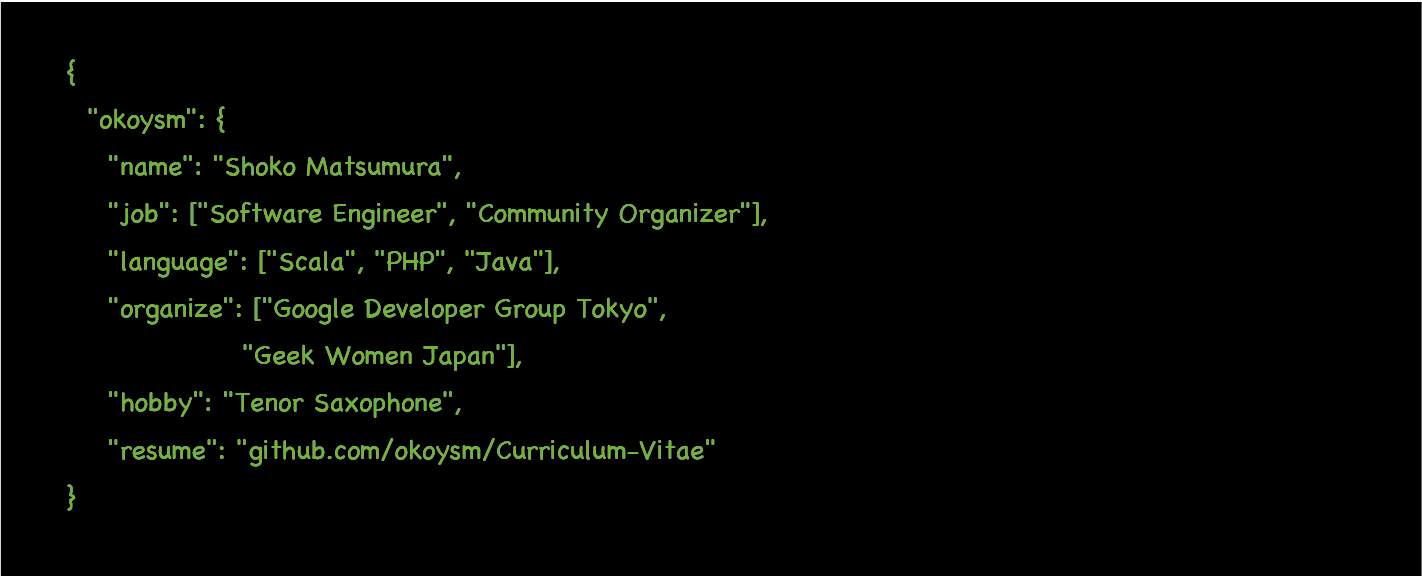 {
"okoysm": {
"name": "Shoko Matsumura",
"job": ["Software Engineer", "Community Organizer"],
"language": ["Scala", "PHP", "Java"],
"organize": ["Google Developer Group Tokyo",
"Geek Women Japan"],
"hobby": "Tenor Saxophone",
"resume": "github.com/okoysm/Curriculum-Vitae"
}